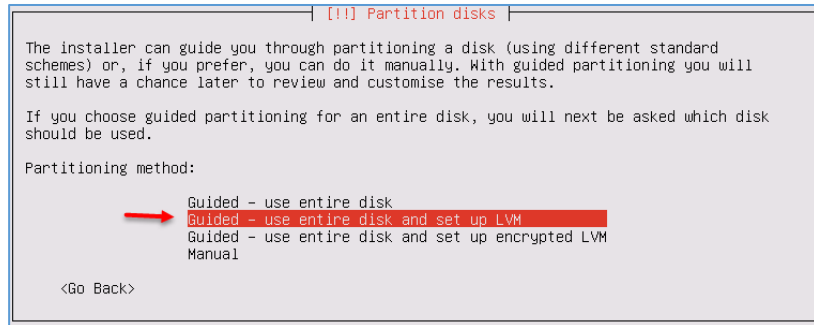 [!!] Partition disks
The installer can guide you through partitioning a disk (using different standard
schemes) or, if you prefer, you can do it manually. With guided partitioning you will
still have a chance later to review and customise the results.
If you choose guided partitioning for an entire disk, you will next be asked which disk
should be used.
Partitioning method:
Guided - use entire disk
Guided - use entire disk and set up LVM
Guided - use entire disk and set up encrypted LVM
Manual
<Go Back>